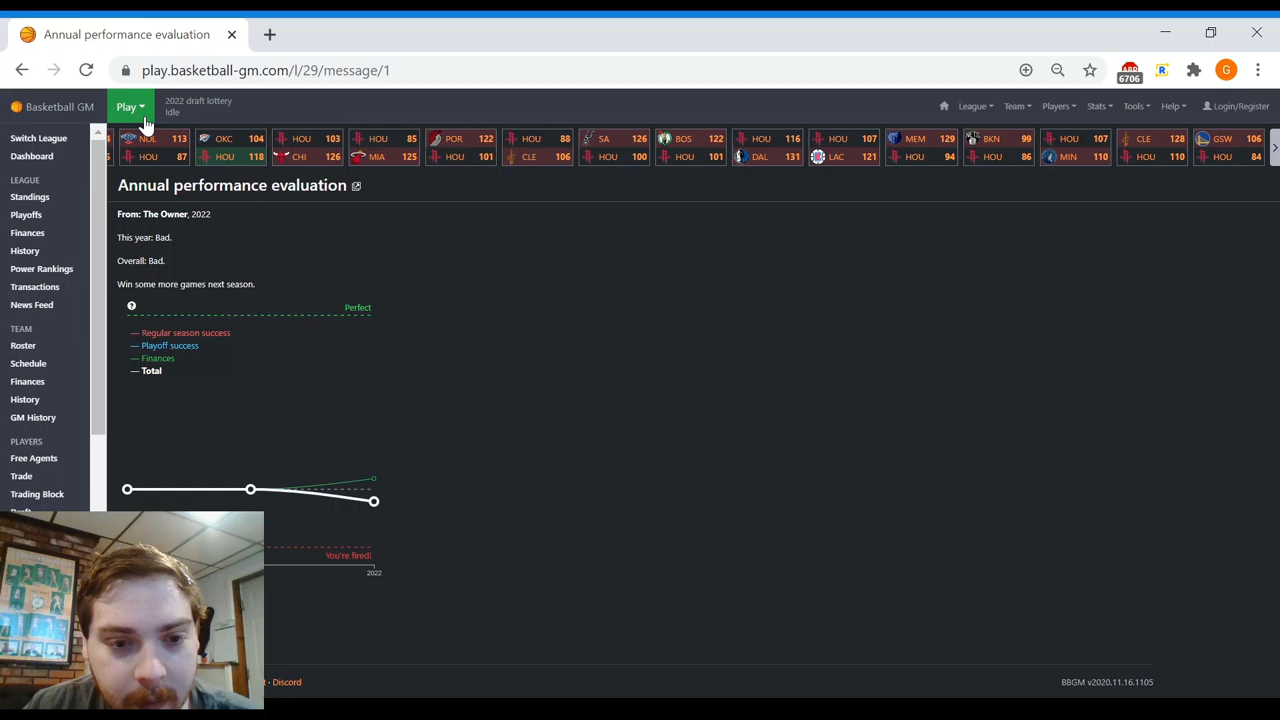 Annual performance evaluation
play.basketball-gm.com/l/29/message/1
6706
G
Basketball GM
Play
2022 draft lottery
Idle
League
Team
Players
Stats
Tools
Help
Login/Register
NOL 113 OKC 104 HOU 103 HOU 85 POR 122 HOU 88 SA 126 BOS 122 HOU 116 HOU 107 MEM 129 BKN 99 HOU 107 CLE 128 GSW 106
HOU 87 HOU 118 CHI 126 MIA 125 HOU 101 CLE 106 HOU 100 HOU 101 DAL 131 LAC 121 HOU 94 HOU 86 MIN 110 HOU 110 HOU 84
Switch League
Dashboard
LEAGUE
Standings
Playoffs
Finances
History
Power Rankings
Transactions
News Feed
TEAM
Roster
Schedule
Finances
History
GM History
PLAYERS
Free Agents
Trade
Trading Block
Annual performance evaluation
From: The Owner, 2022
This year: Bad.
Overall: Bad.
Win some more games next season.
Perfect
Regular season success
Playoff success
Finances
Total
You're fired!
2022
Discord
BBGM v2020.11.16.1105